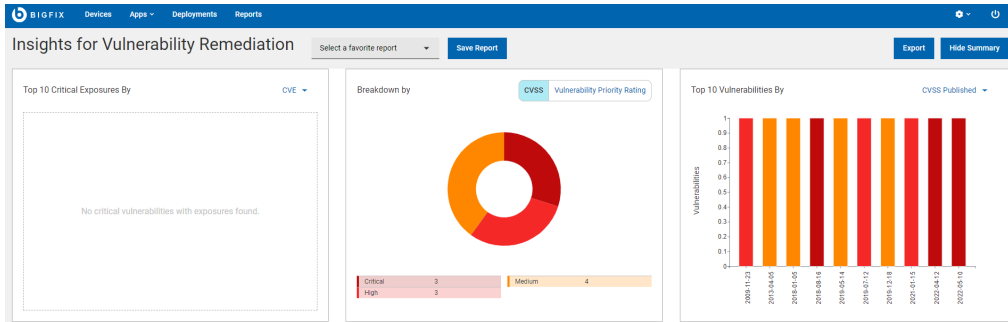 BIGFIX Devices Apps Deployments Reports
Insights for Vulnerability Remediation Select a favorite report Save Report Export Hide Summary
Top 10 Critical Exposures By CVE
No critical vulnerabilities with exposures found.
Breakdown by CVSS Vulnerability Priority Rating
Critical 3 Medium 4
High 3
Top 10 Vulnerabilities By CVSS Published
Vulnerabilities
1
0.9
0.8
0.7
0.6
0.5
0.4
0.3
0.2
0.1
0
2009-11-23
2013-04-05
2018-01-05
2018-08-16
2019-05-14
2019-07-12
2019-12-18
2021-01-15
2022-04-12
2022-05-10